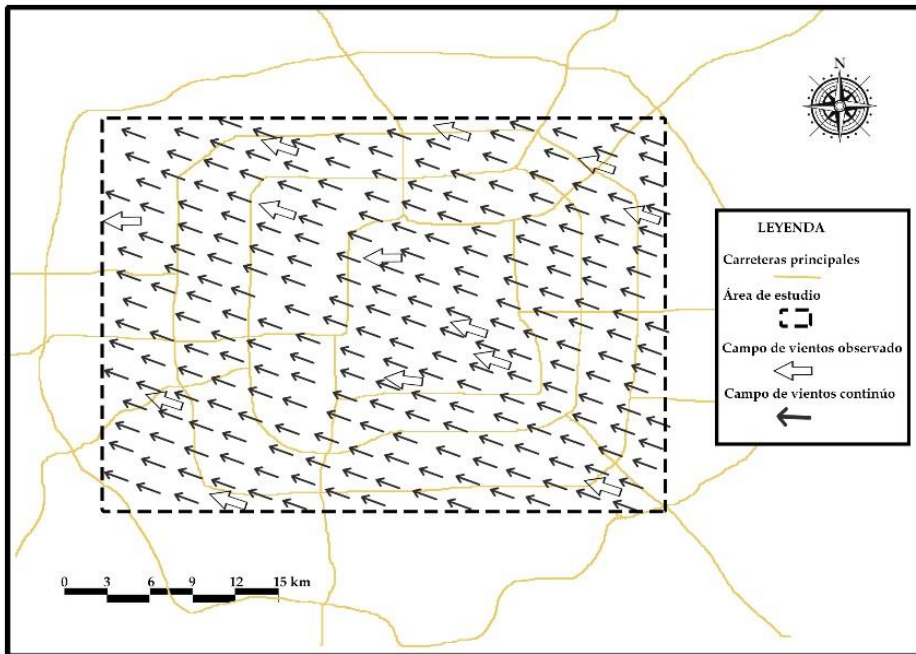 N
LEYENDA
Carreteras principales
Área de estudio
Campo de vientos observado
Campo de vientos continúo
0 3 6 9 12 15 km